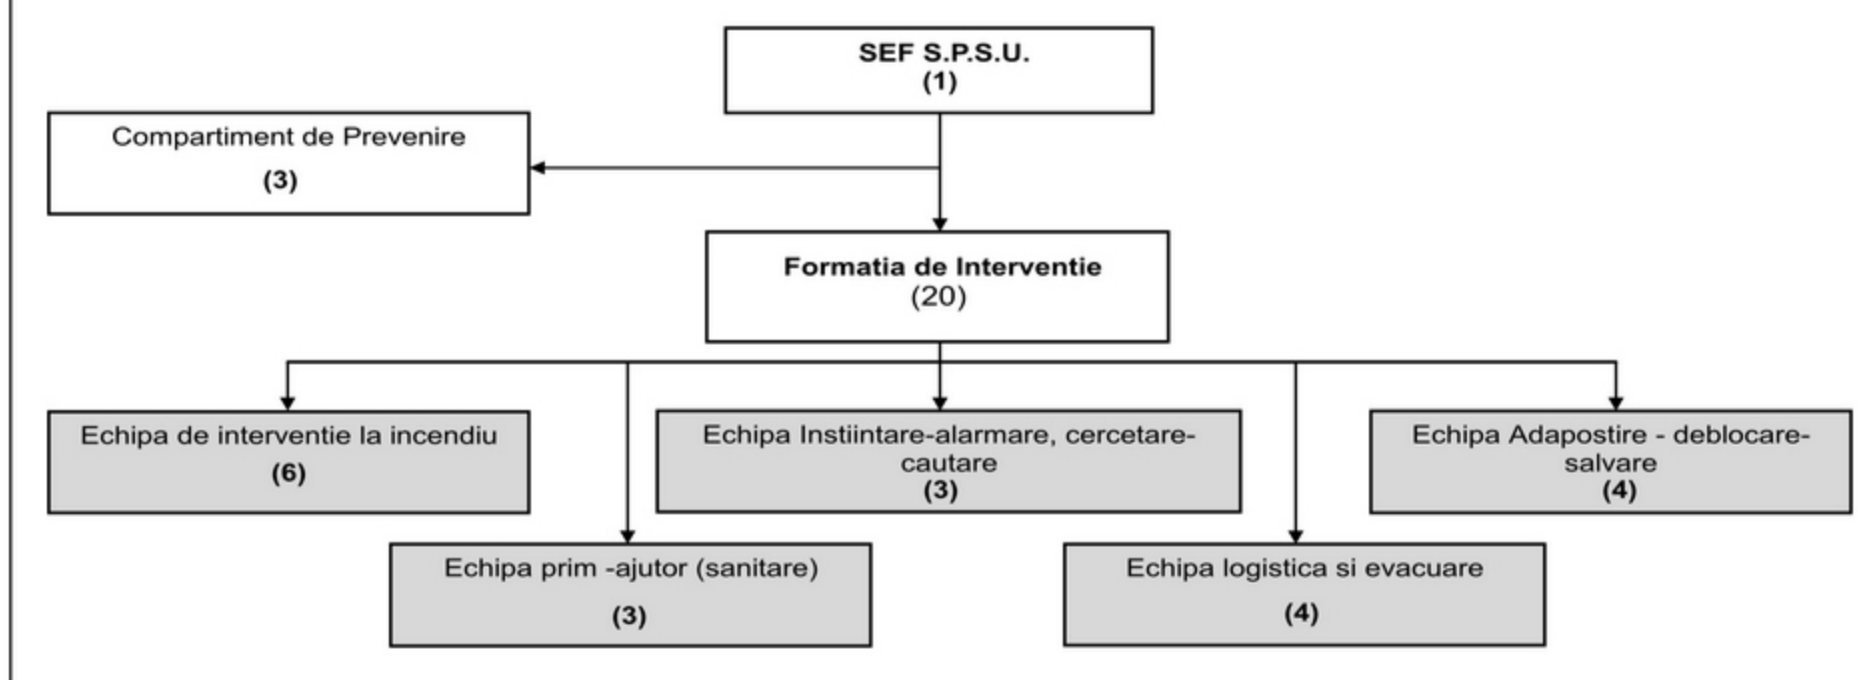 SEF S.P.S.U.
(1)
Compartiment de Prevenire
(3)
Formatia de Interventie
(20)
Echipa de interventie la incendiu
(6)
Echipa Instiintare-alarmare, cercetare-
cautare
(3)
Echipa Adapostire - deblocare-
salvare
(4)
Echipa prim -ajutor (sanitare)
(3)
Echipa logistica si evacuare
(4)